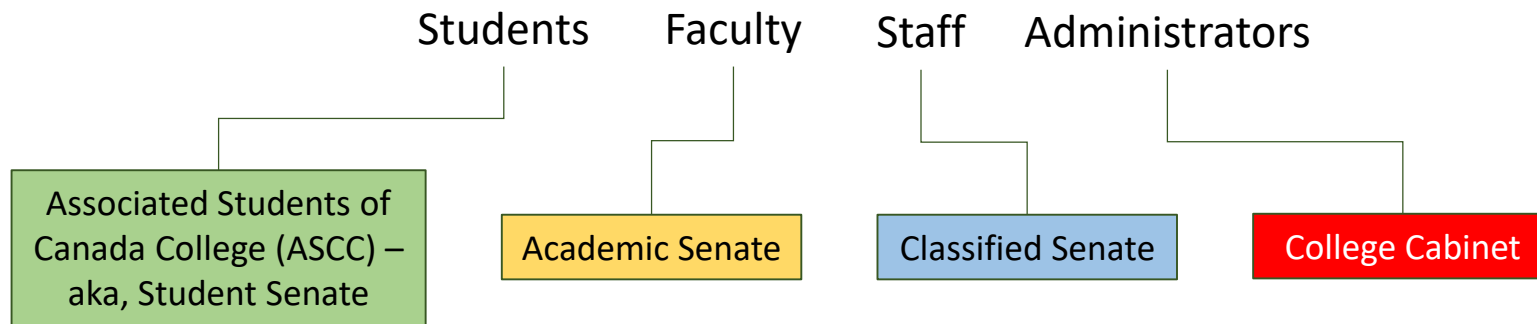 Students
Faculty
Staff
Administrators
Associated Students of
Canada College (ASCC) –
aka, Student Senate
Academic Senate
Classified Senate
College Cabinet